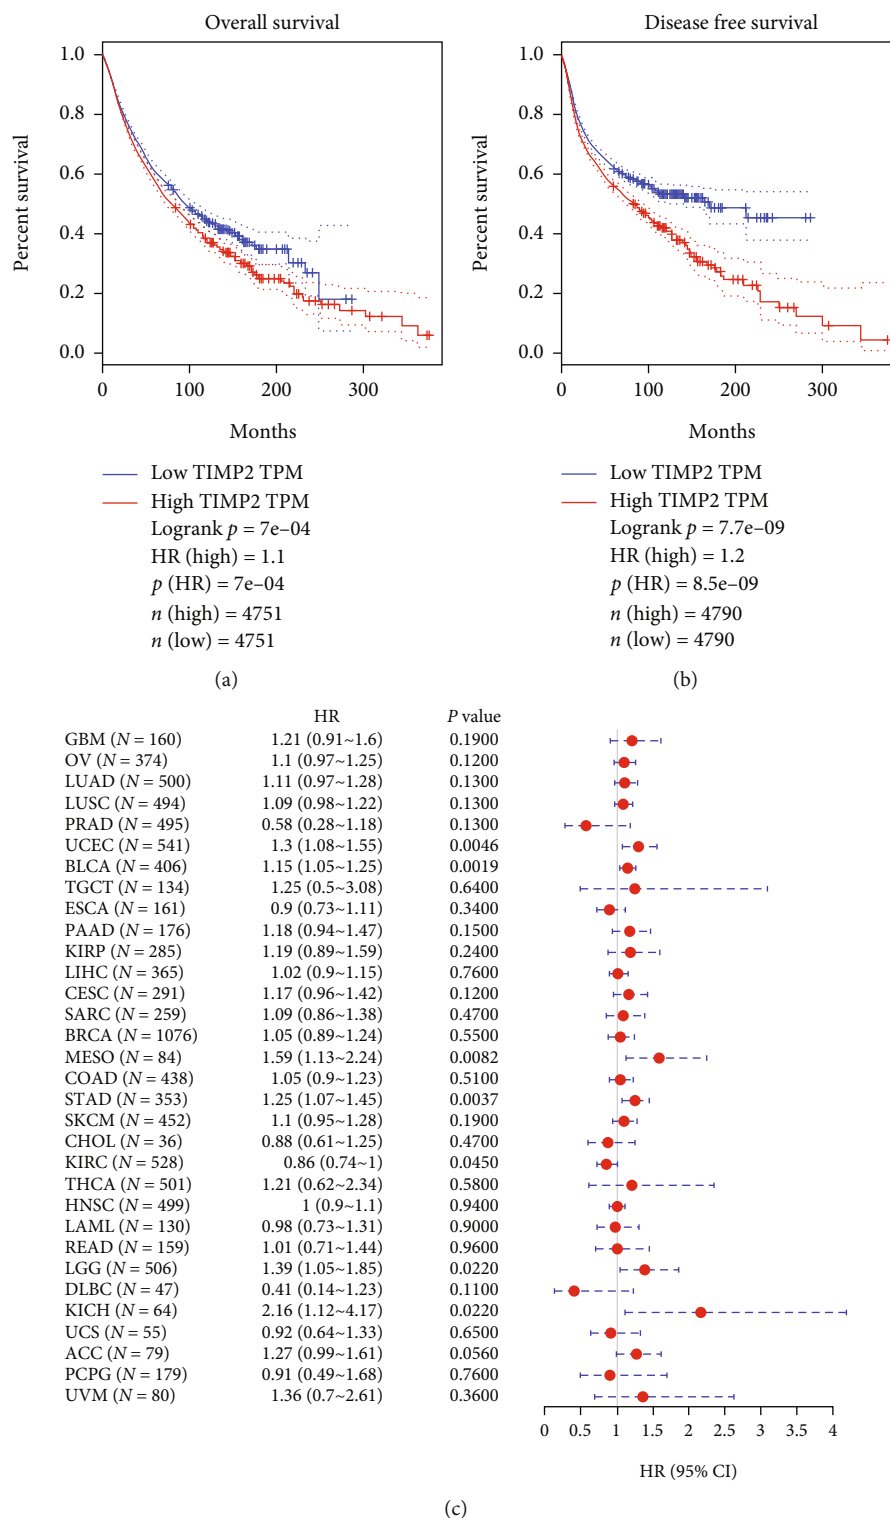 Overall survival
Percent survival
1.0
0.8
0.6
0.4
0.2
0.0
0 100 200 300
Months
Low TIMP2 TPM
High TIMP2 TPM
Logrank p = 7e–04
HR (high) = 1.1
p (HR) = 7e–04
n (high) = 4751
n (low) = 4751
(a)
Disease free survival
Percent survival
1.0
0.8
0.6
0.4
0.2
0.0
0 100 200 300
Months
Low TIMP2 TPM
High TIMP2 TPM
Logrank p = 7.7e–09
HR (high) = 1.2
p (HR) = 8.5e–09
n (high) = 4790
n (low) = 4790
(b)
HR P value
GBM (N = 160) 1.21 (0.91~1.6) 0.1900
OV (N = 374) 1.1 (0.97~1.25) 0.1200
LUAD (N = 500) 1.11 (0.97~1.28) 0.1300
LUSC (N = 494) 1.09 (0.98~1.22) 0.1300
PRAD (N = 495) 0.58 (0.28~1.18) 0.1300
UCEC (N = 541) 1.3 (1.08~1.55) 0.0046
BLCA (N = 406) 1.15 (1.05~1.25) 0.0019
TGCT (N = 134) 1.25 (0.5~3.08) 0.6400
ESCA (N = 161) 0.9 (0.73~1.11) 0.3400
PAAD (N = 176) 1.18 (0.94~1.47) 0.1500
KIRP (N = 285) 1.19 (0.89~1.59) 0.2400
LIHC (N = 365) 1.02 (0.9~1.15) 0.7600
CESC (N = 291) 1.17 (0.96~1.42) 0.1200
SARC (N = 259) 1.09 (0.86~1.38) 0.4700
BRCA (N = 1076) 1.05 (0.89~1.24) 0.5500
MESO (N = 84) 1.59 (1.13~2.24) 0.0082
COAD (N = 438) 1.05 (0.9~1.23) 0.5100
STAD (N = 353) 1.25 (1.07~1.45) 0.0037
SKCM (N = 452) 1.1 (0.95~1.28) 0.1900
CHOL (N = 36) 0.88 (0.61~1.25) 0.4700
KIRC (N = 528) 0.86 (0.74~1) 0.0450
THCA (N = 501) 1.21 (0.62~2.34) 0.5800
HNSC (N = 499) 1 (0.9~1.1) 0.9400
LAML (N = 130) 0.98 (0.73~1.31) 0.9000
READ (N = 159) 1.01 (0.71~1.44) 0.9600
LGG (N = 506) 1.39 (1.05~1.85) 0.0220
DLBC (N = 47) 0.41 (0.14~1.23) 0.1100
KICH (N = 64) 2.16 (1.12~4.17) 0.0220
UCS (N = 55) 0.92 (0.64~1.33) 0.6500
ACC (N = 79) 1.27 (0.99~1.61) 0.0560
PCPG (N = 179) 0.91 (0.49~1.68) 0.7600
UVM (N = 80) 1.36 (0.7~2.61) 0.3600
0 0.5 1 1.5 2 2.5 3 3.5 4
HR (95% CI)
(c)